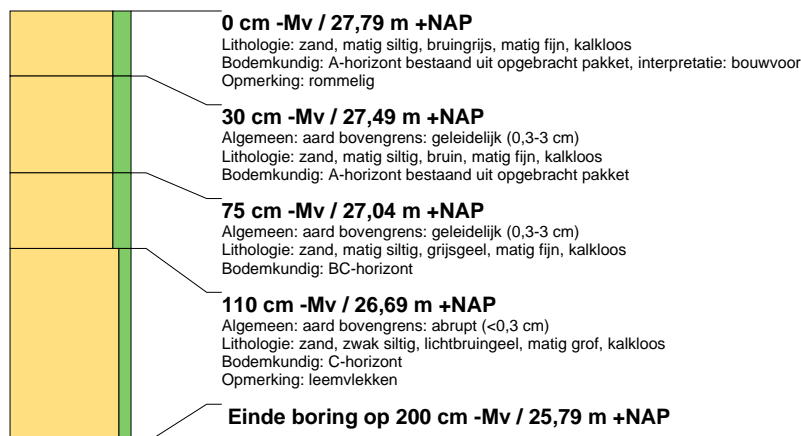 0 cm -Mv / 27,79 m +NAP
Lithologie: zand, matig siltig, bruingrijs, matig fijn, kalkloos
Bodemkundig: A-horizont bestaand uit opgebracht pakket, interpretatie: bouwvoor
Opmerking: rommelig
30 cm -Mv / 27,49 m +NAP
Algemeen: aard bovengrens: geleidelijk (0,3-3 cm)
Lithologie: zand, matig siltig, bruin, matig fijn, kalkloos
Bodemkundig: A-horizont bestaand uit opgebracht pakket
75 cm -Mv / 27,04 m +NAP
Algemeen: aard bovengrens: geleidelijk (0,3-3 cm)
Lithologie: zand, matig siltig, grijsgeel, matig fijn, kalkloos
Bodemkundig: BC-horizont
110 cm -Mv / 26,69 m +NAP
Algemeen: aard bovengrens: abrupt (<0,3 cm)
Lithologie: zand, zwak siltig, lichtbruingeel, matig grof, kalkloos
Bodemkundig: C-horizont
Opmerking: leemvlekken
Einde boring op 200 cm -Mv / 25,79 m +NAP